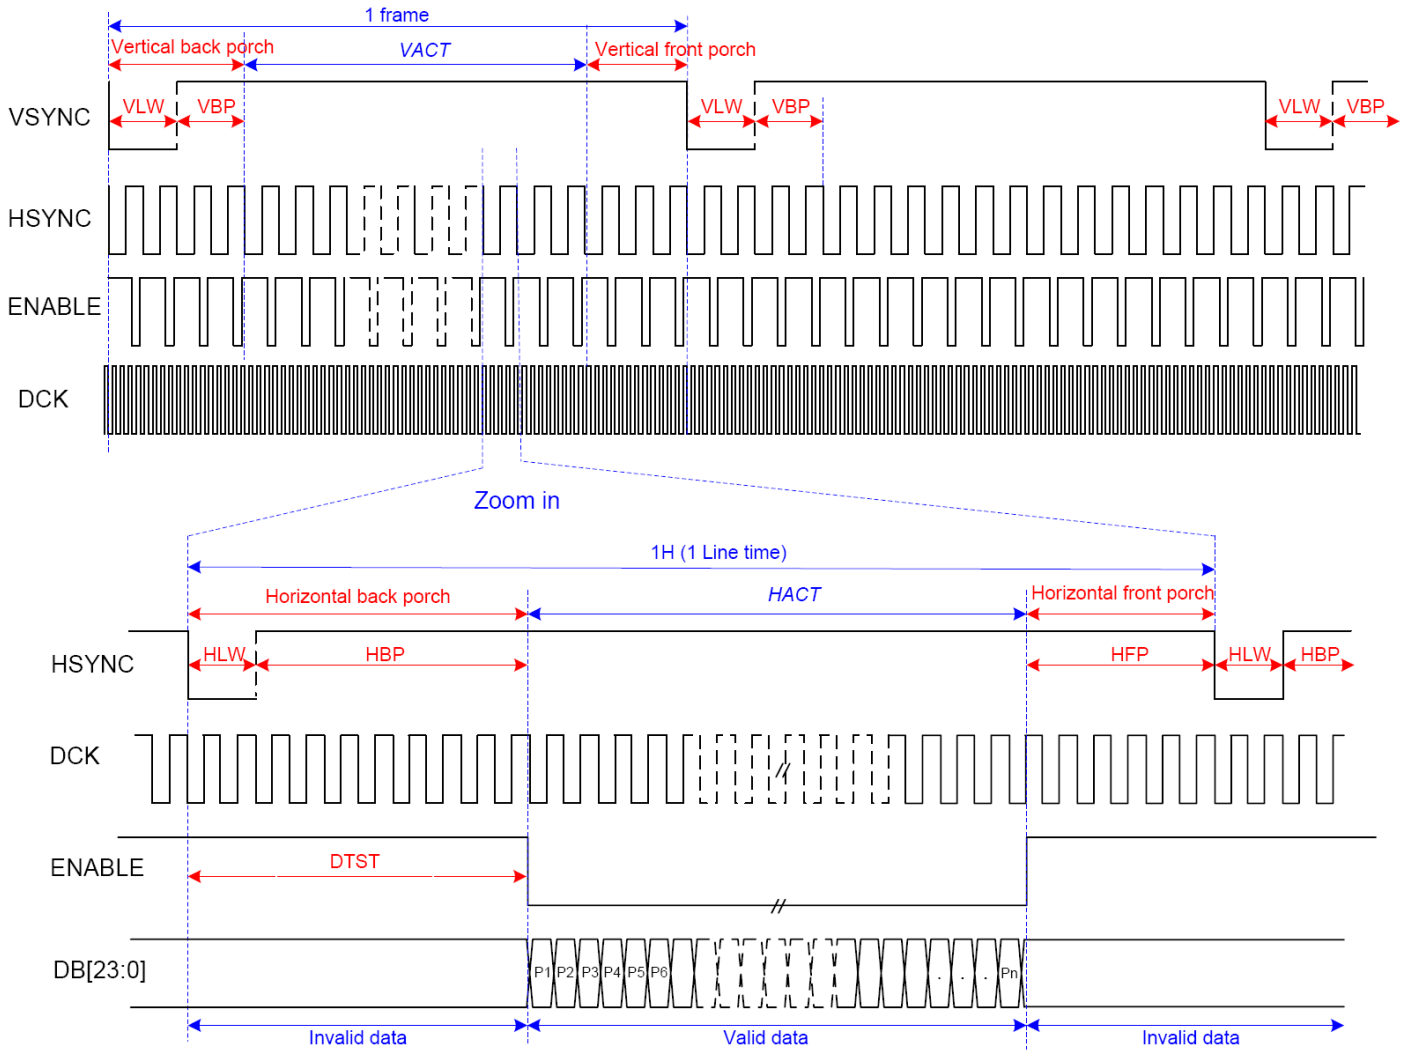 1 frame
Vertical back porch
VACT
Vertical front porch
VSYNC
VLW
VBP
VLW
VBP
VLW
VBP
HSYNC
ENABLE
DCK
Zoom in
1H (1 Line time)
Horizontal back porch
HACT
Horizontal front porch
HSYNC
HLW
HBP
HFP
HLW
HBP
DCK
//
ENABLE
DTST
//
DB[23:0]
P1
P2
P3
P4
P5
P6
. . .
Pn
Invalid data
Valid data
Invalid data